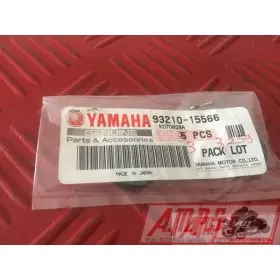 YAMAHA 93210-15566
GENUINE
Parts & Accessories
5 PCS
MADE IN JAPAN
PACK LOT
YAMAHA MOTOR CO., LTD.